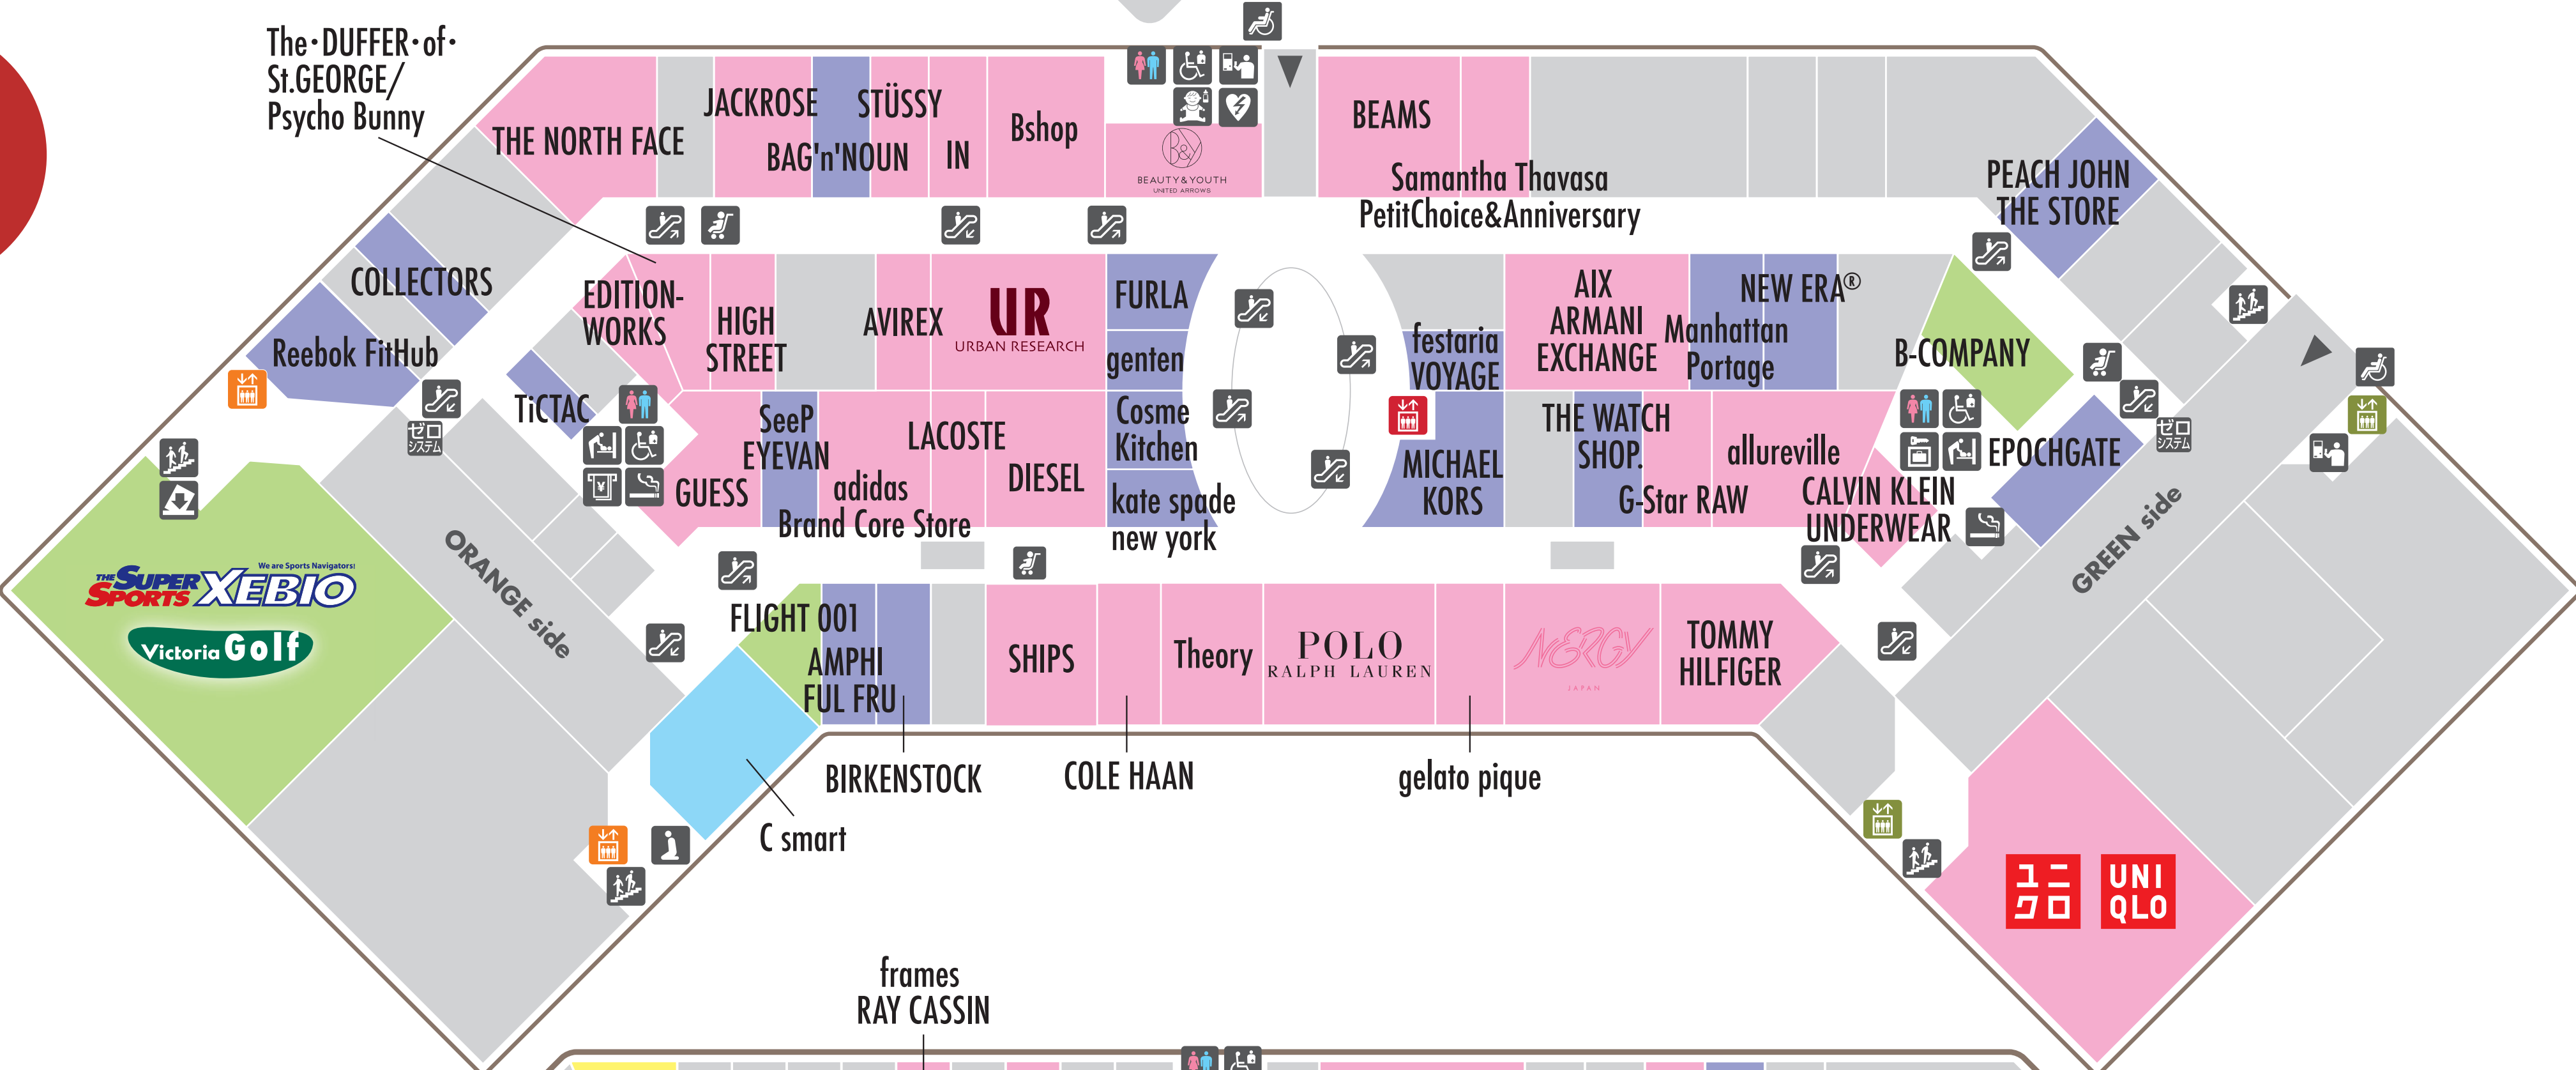 The・DUFFER・of・
St.GEORGE/
Psycho Bunny
THE NORTH FACE
JACKROSE
BAG'n'NOUN
STÜSSY
IN
Bshop
B&Y
BEAUTY&YOUTH
UNITED ARROWS
BEAMS
Samantha Thavasa
PetitChoice&Anniversary
PEACH JOHN
THE STORE
COLLECTORS
Reebok FitHub
EDITION-
WORKS
HIGH
STREET
AVIREX
UR
URBAN RESEARCH
FURLA
genten
festaria
VOYAGE
AIX
ARMANI
EXCHANGE
Manhattan
Portage
NEW ERA®
B-COMPANY
ゼロ
システム
TiCTAC
GUESS
SeeP
EYEVAN
adidas
Brand Core Store
LACOSTE
DIESEL
Cosme
Kitchen
kate spade
new york
MICHAEL
KORS
THE WATCH
SHOP.
G-Star RAW
allureville
CALVIN KLEIN
UNDERWEAR
EPOCHGATE
ゼロ
システム
¥
ORANGE side
GREEN side
We are Sports Navigators!
THE SUPER
SPORTS XEBIO
Victoria Golf
FLIGHT 001
AMPHI
FUL FRU
BIRKENSTOCK
C smart
SHIPS
COLE HAAN
Theory
POLO
RALPH LAUREN
gelato pique
NERGY
JAPAN
TOMMY
HILFIGER
ユニ
クロ
UNI
QLO
frames
RAY CASSIN